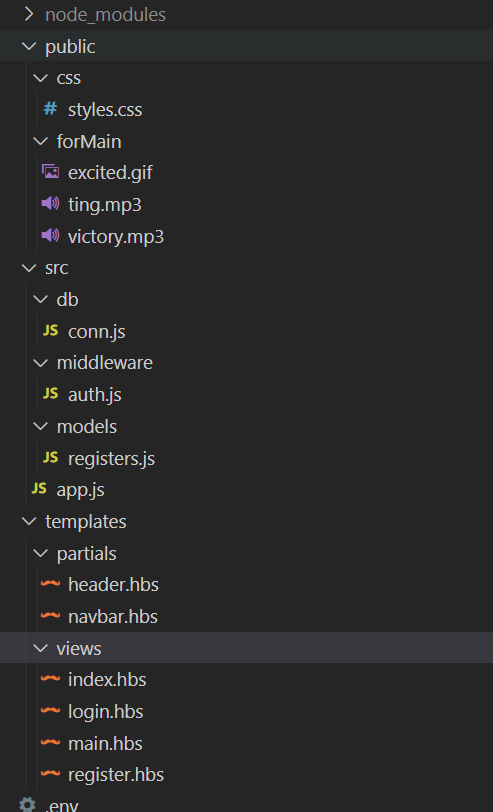 node_modules
public
css
# styles.css
forMain
excited.gif
ting.mp3
victory.mp3
src
db
JS conn.js
middleware
JS auth.js
models
JS registers.js
JS app.js
templates
partials
header.hbs
navbar.hbs
views
index.hbs
login.hbs
main.hbs
register.hbs
.env